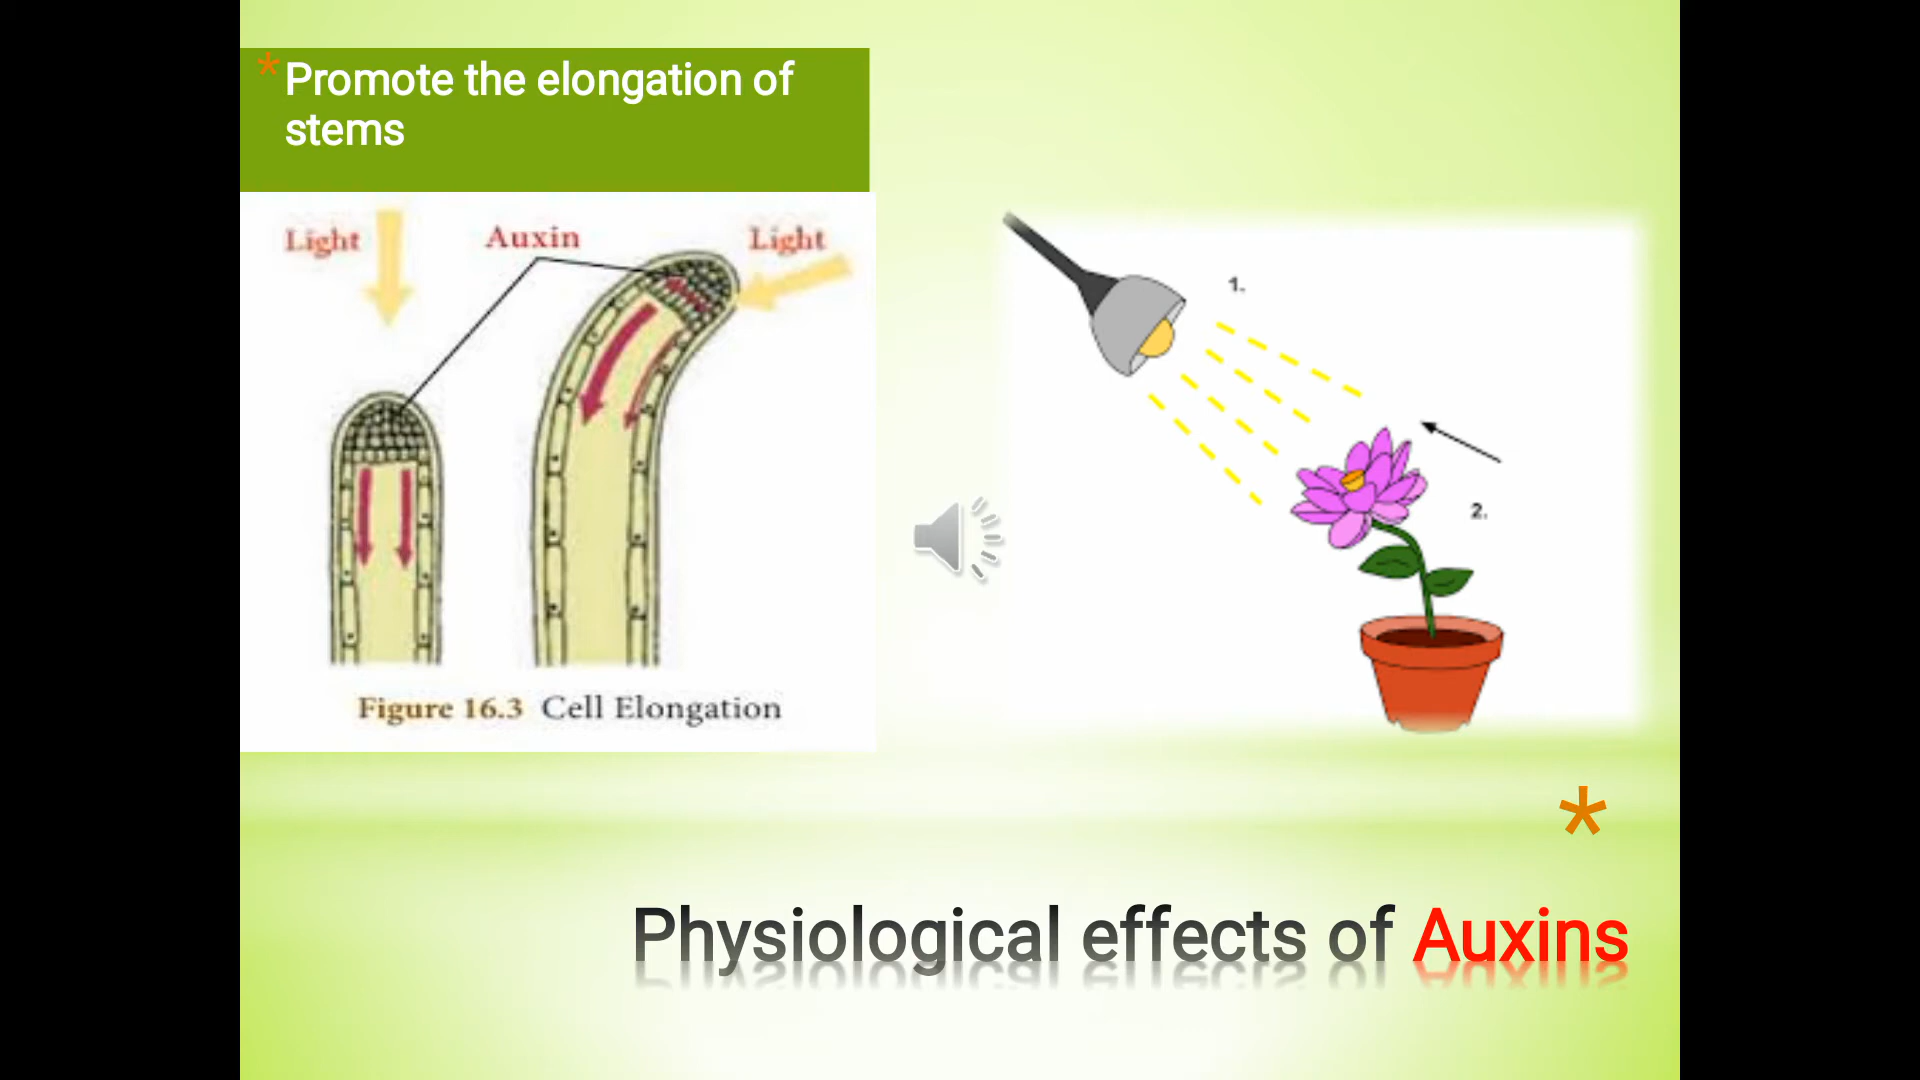 * Promote the elongation of
stems
Light
Auxin
Light
Figure 16.3 Cell Elongation
1.
2.
*
Physiological effects of Auxins